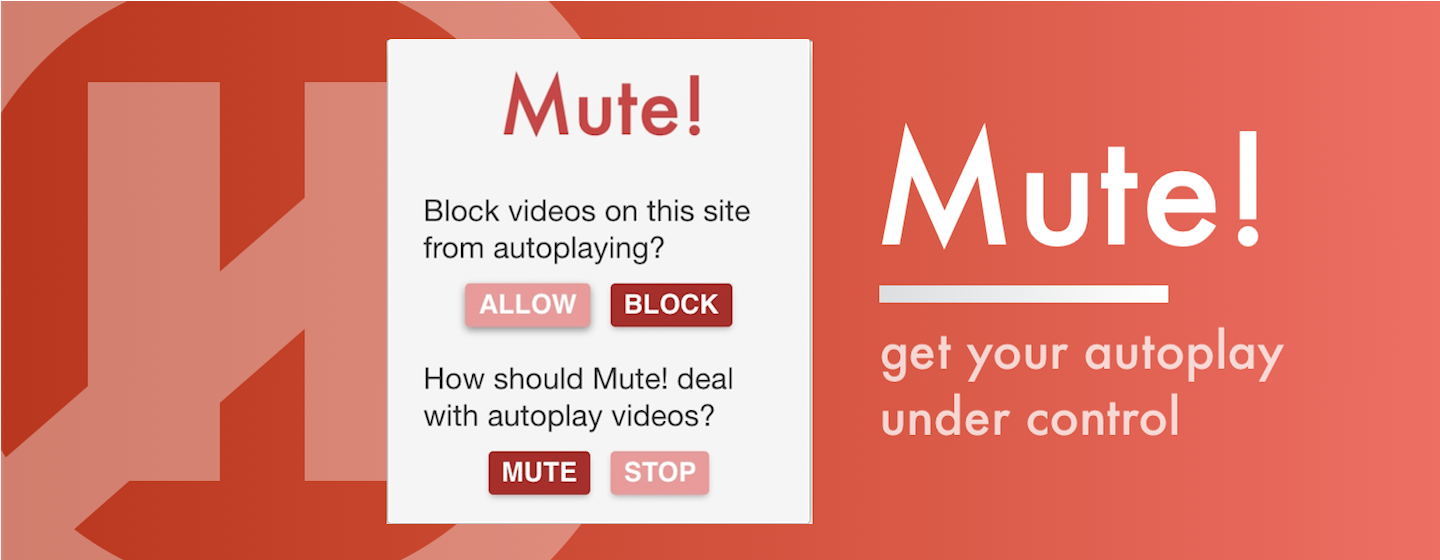 Mute!
Block videos on this site
from autoplaying?
ALLOW BLOCK
How should Mute! deal
with autoplay videos?
MUTE STOP
Mute!
get your autoplay
under control